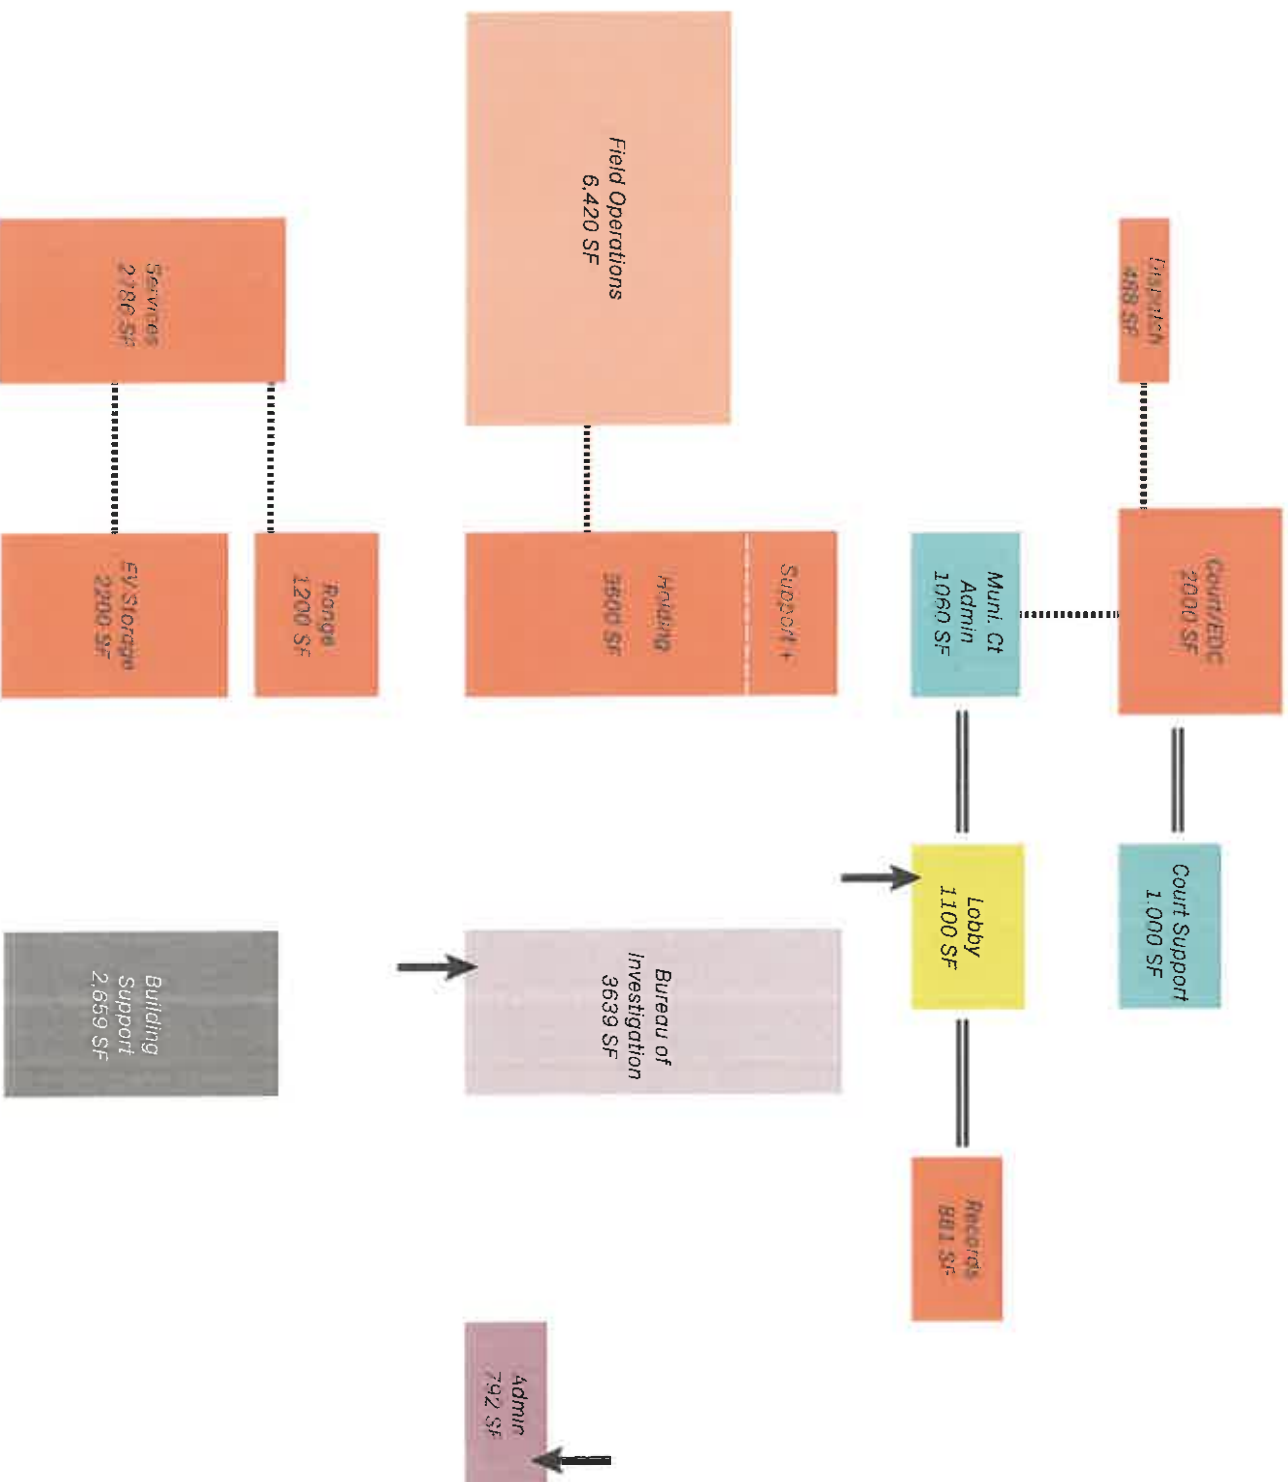 Dispatch
488 SF
Court/EDC
2000 SF
Court Support
1,000 SF
Muni. Ct
Admin
1060 SF
Lobby
1100 SF
Records
881 SF
Field Operations
6,420 SF
Support +
Holding
3600 SF
Bureau of
Investigation
3639 SF
Admin
792 SF
Services
2786 SF
Range
1200 SF
EV Storage
2200 SF
Building
Support
2,659 SF